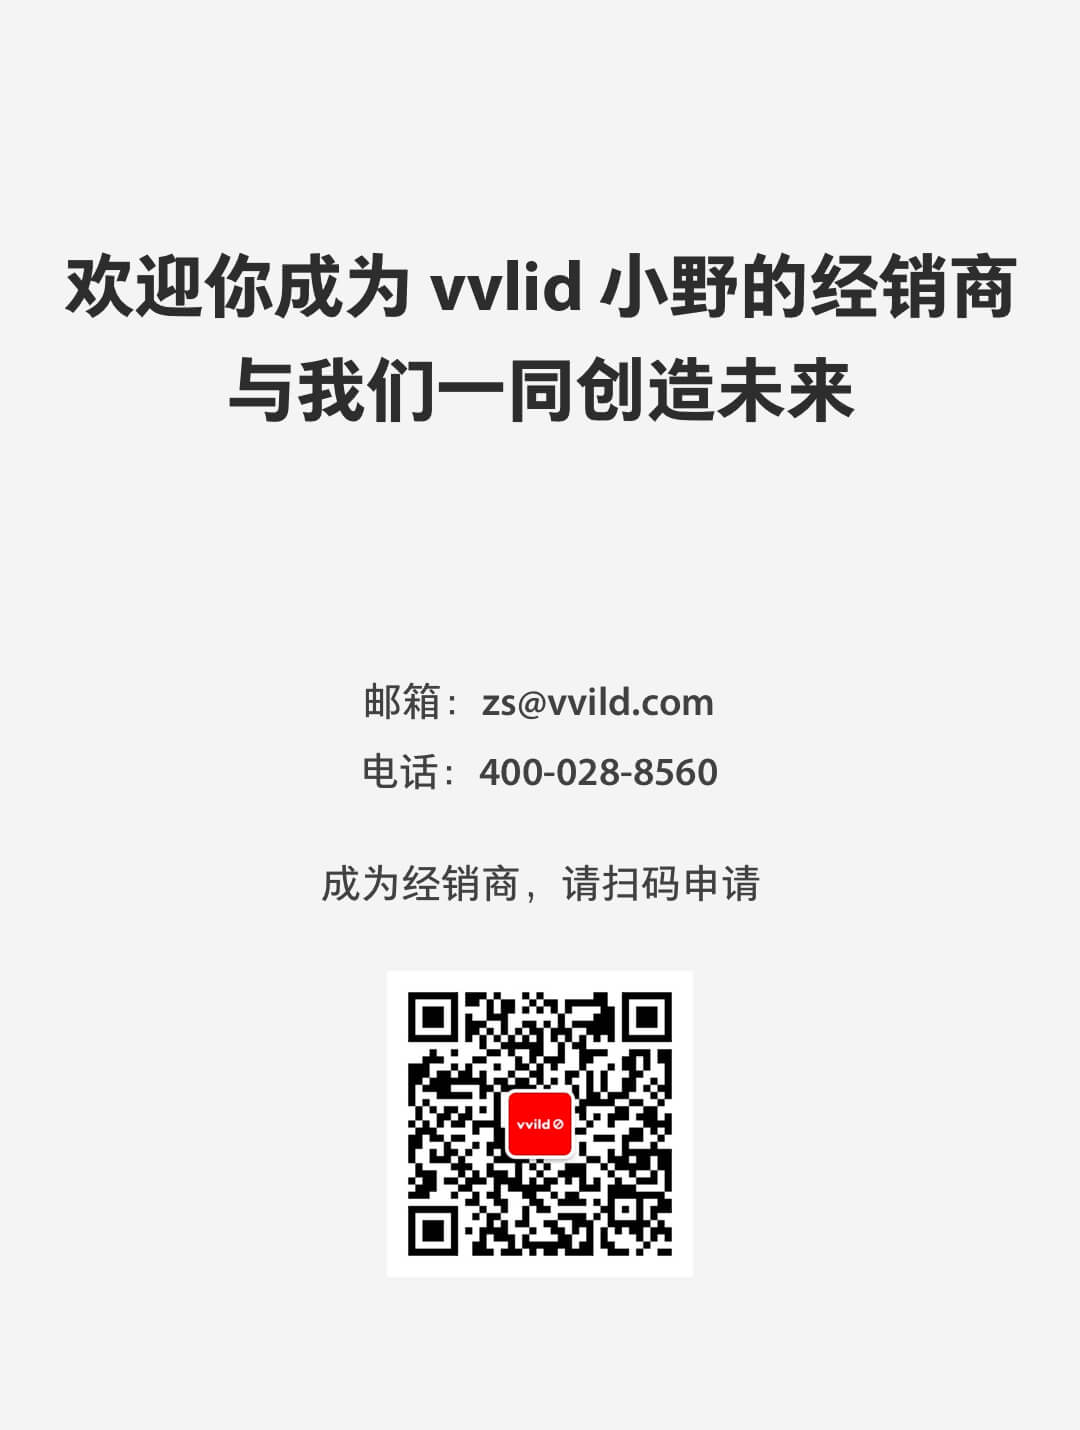 欢迎你成为 vvlid 小野的经销商
与我们一同创造未来
邮箱：zs@vvild.com
电话：400-028-8560
成为经销商，请扫码申请
vvild